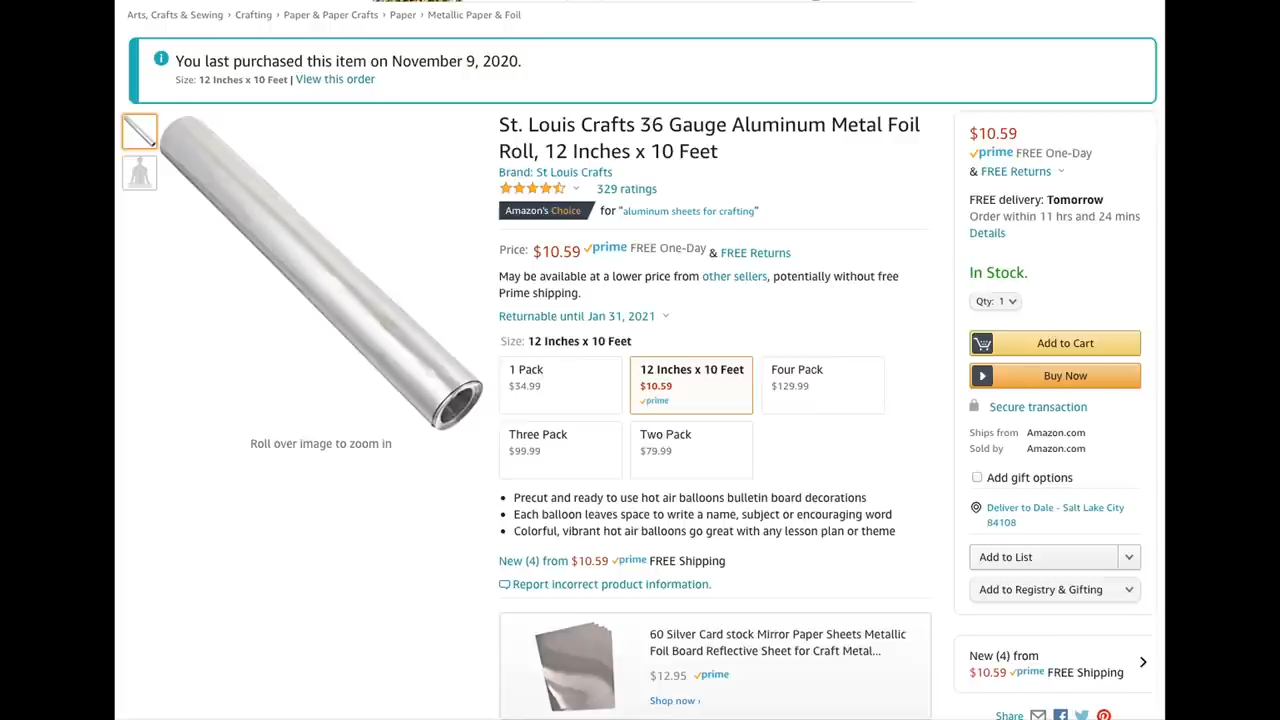 Arts, Crafts & Sewing › Crafting › Paper & Paper Crafts › Paper › Metallic Paper & Foil
You last purchased this item on November 9, 2020.
Size: 12 Inches x 10 Feet | View this order
St. Louis Crafts 36 Gauge Aluminum Metal Foil
Roll, 12 Inches x 10 Feet
Brand: St Louis Crafts
329 ratings
Amazon's Choice for "aluminum sheets for crafting"
Price: $10.59 prime FREE One-Day & FREE Returns
May be available at a lower price from other sellers, potentially without free
Prime shipping.
Returnable until Jan 31, 2021
Size: 12 Inches x 10 Feet
1 Pack
$34.99
12 Inches x 10 Feet
$10.59
prime
Four Pack
$129.99
Three Pack
$99.99
Two Pack
$79.99
Roll over image to zoom in
• Precut and ready to use hot air balloons bulletin board decorations
• Each balloon leaves space to write a name, subject or encouraging word
• Colorful, vibrant hot air balloons go great with any lesson plan or theme
New (4) from $10.59 prime FREE Shipping
Report incorrect product information.
60 Silver Card stock Mirror Paper Sheets Metallic
Foil Board Reflective Sheet for Craft Metal...
$12.95 prime
Shop now ›
$10.59
prime FREE One-Day
& FREE Returns
FREE delivery: Tomorrow
Order within 11 hrs and 24 mins
Details
In Stock.
Qty: 1
Add to Cart
Buy Now
Secure transaction
Ships from Amazon.com
Sold by Amazon.com
Add gift options
Deliver to Dale - Salt Lake City
84108
Add to List
Add to Registry & Gifting
New (4) from
$10.59 prime FREE Shipping
Share